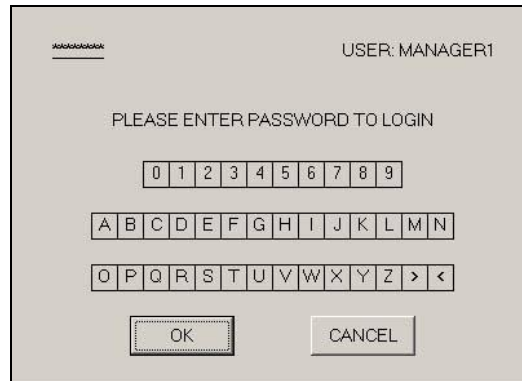 ********* USER: MANAGER1
PLEASE ENTER PASSWORD TO LOGIN
0 1 2 3 4 5 6 7 8 9
A B C D E F G H I J K L M N
O P Q R S T U V W X Y Z > <
OK CANCEL